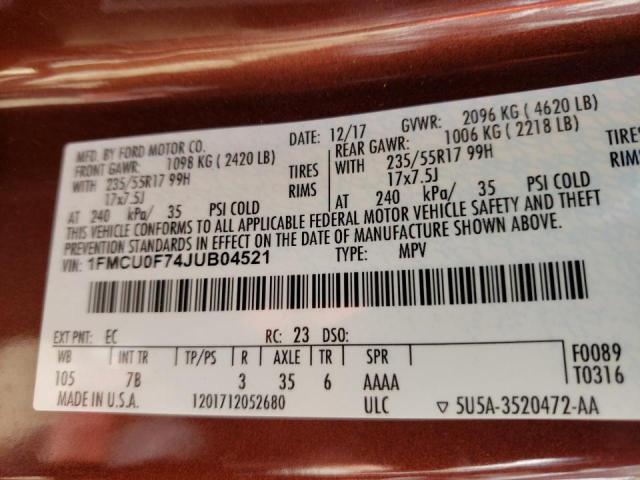 MFD. BY FORD MOTOR CO. DATE: 12/17 GVWR: 2096 KG ( 4620 LB)
FRONT GAWR: 1098 KG ( 2420 LB) REAR GAWR: 1006 KG ( 2218 LB)
WITH 235/55R17 99H TIRES WITH 235/55R17 99H TIRES
17x7.5J RIMS 17x7.5J RIMS
AT 240 kPa/ 35 PSI COLD AT 240 kPa/ 35 PSI COLD
THIS VEHICLE CONFORMS TO ALL APPLICABLE FEDERAL MOTOR VEHICLE SAFETY AND THEFT
PREVENTION STANDARDS IN EFFECT ON THE DATE OF MANUFACTURE SHOWN ABOVE.
VIN: 1FMCU0F74JUB04521 TYPE: MPV
EXT PNT: EC RC: 23 DSO:
WB INT TR TP/PS R AXLE TR SPR F0089
105 7B 3 35 6 AAAA T0316
MADE IN U.S.A. 1201712052680 ULC ▽ 5U5A-3520472-AA